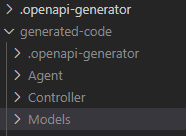 .openapi-generator
generated-code
.openapi-generator
Agent
Controller
Models